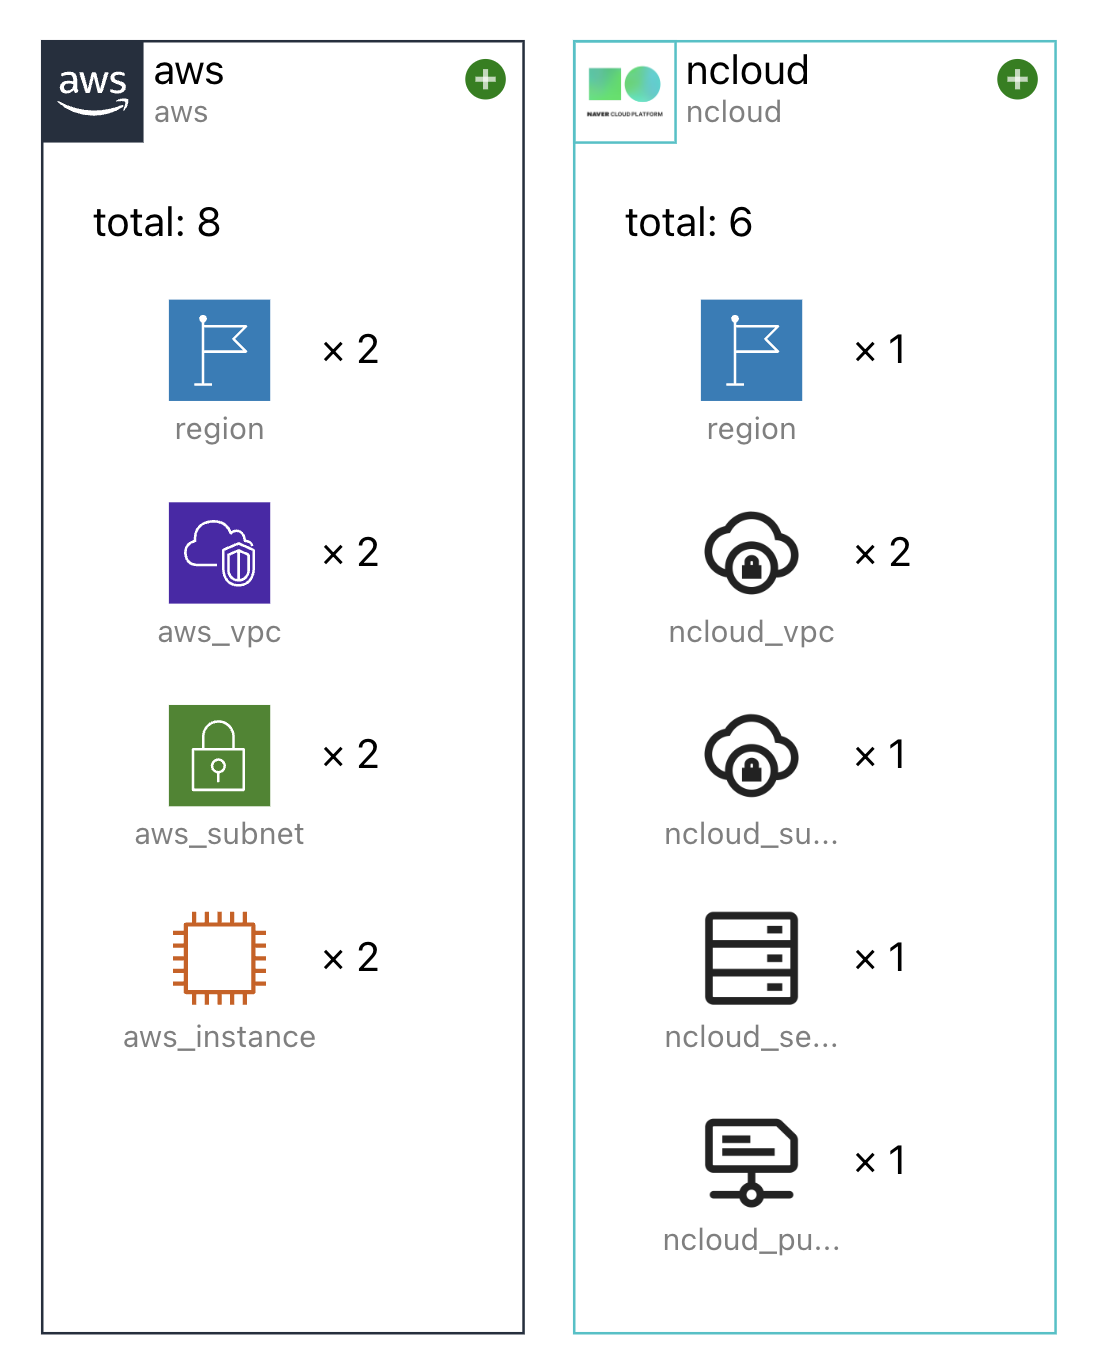 aws
aws
aws
total: 8
× 2
region
× 2
aws_vpc
× 2
aws_subnet
× 2
aws_instance
NAVER CLOUD PLATFORM
ncloud
ncloud
total: 6
× 1
region
× 2
ncloud_vpc
× 1
ncloud_su...
× 1
ncloud_se...
× 1
ncloud_pu...